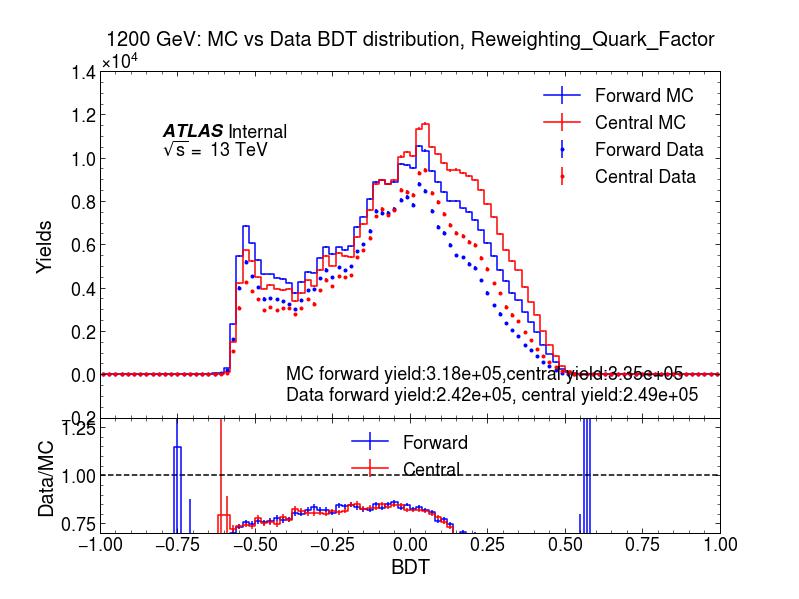 1200 GeV: MC vs Data BDT distribution, Reweighting_Quark_Factor
×10⁴
1.4
1.2
1.0
0.8
0.6
0.4
0.2
0.0
−0.2
Yields
ATLAS Internal
√s = 13 TeV
Forward MC
Central MC
Forward Data
Central Data
MC forward yield:3.18e+05,central yield:3.35e+05
Data forward yield:2.42e+05, central yield:2.49e+05
1.25
1.00
0.75
Data/MC
Forward
Central
−1.00 −0.75 −0.50 −0.25 0.00 0.25 0.50 0.75 1.00
BDT